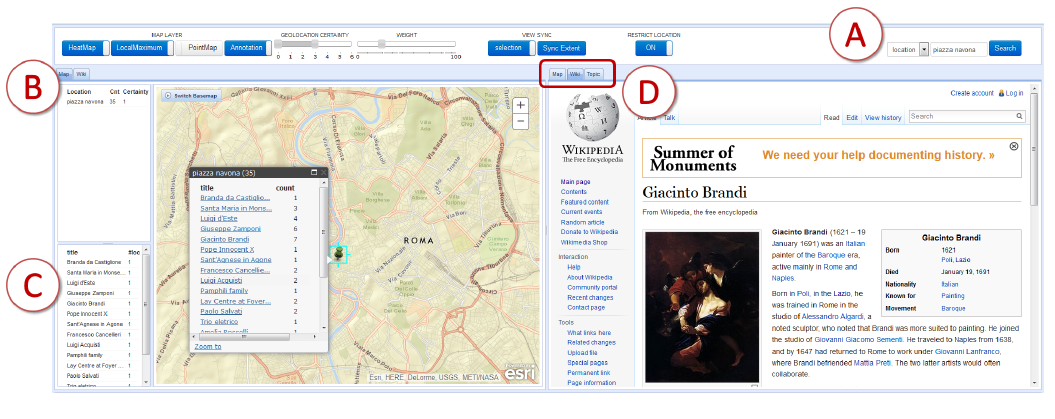 MAP LAYER
GEOLOCATION CERTAINITY
WEIGHT
VIEW SYNC
RESTRICT LOCATION
A
HeatMap
LocalMaximum
PointMap
Annotation
0 1 2 3 4 5 6
0
100
selection
Sync Extent
ON
location
piazza navona
Search
B
Map
Wiki
Location Cnt Certainty
piazza navona 35 1
C
title #loc
Branda da Castiglione 1
Santa Maria in Monse... 1
Luigi d'Este 1
Giuseppe Zamponi 1
Giacinto Brandi 1
Pope Innocent X 1
Sant'Agnese in Agone 1
Francesco Cancellieri 1
Luigi Acquisti 1
Pamphili family 1
Lay Centre at Foyer ... 1
Paolo Salvati 1
Trio eletrico 1
Switch Basemap
+
−
ROMA
piazza navona (35)
title count
Branda da Castiglio... 1
Santa Maria in Mons... 3
Luigi d'Este 4
Giuseppe Zamponi 6
Giacinto Brandi 7
Pope Innocent X 1
Sant'Agnese in Agone 1
Francesco Cancellie... 1
Luigi Acquisti 1
Pamphili family 1
Lay Centre at Foyer... 1
Paolo Salvati 2
Trio eletrico 1
Amelia Rosselli 1
Zoom to
Esri, HERE, DeLorme, USGS, METI/NASA
esri
Map
Wiki
Topic
D
WIKIPEDIA
The Free Encyclopedia
Main page
Contents
Featured content
Current events
Random article
Donate to Wikipedia
Wikimedia Shop
Interaction
Help
About Wikipedia
Community portal
Recent changes
Contact page
Tools
What links here
Related changes
Upload file
Special pages
Permanent link
Page information
Create account
Log in
Article
Talk
Read
Edit
View history
Search
Summer of
Monuments
We need your help documenting history. »
Giacinto Brandi
From Wikipedia, the free encyclopedia
Giacinto Brandi (1621 – 19
January 1691) was an Italian
painter of the Baroque era,
active mainly in Rome and
Naples.
Born in Poli, in the Lazio, he
was trained in Rome in the
studio of Alessandro Algardi, a
noted sculptor, who noted that Brandi was more suited to painting. He joined
the studio of Giovanni Giacomo Sementi. He traveled to Naples from 1638,
and by 1647 had returned to Rome to work under Giovanni Lanfranco,
where Brandi befriended Mattia Preti. The two latter artists would often
collaborate.
Giacinto Brandi
Born 1621
Poli, Lazio
Died January 19, 1691
Nationality Italian
Known for Painting
Movement Baroque